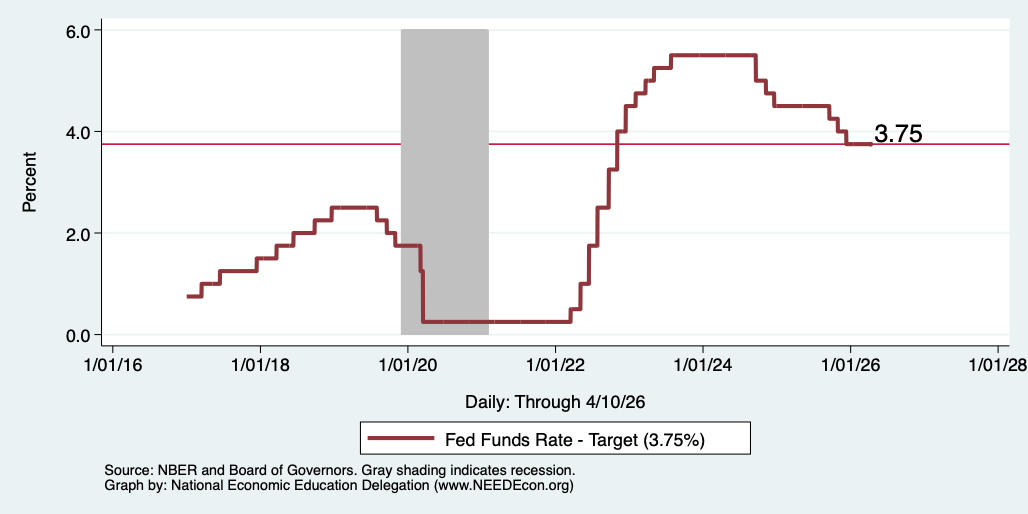 6.0
4.0
2.0
0.0
Percent
3.75
1/01/16 1/01/18 1/01/20 1/01/22 1/01/24 1/01/26 1/01/28
Daily: Through 4/10/26
Fed Funds Rate - Target (3.75%)
Source: NBER and Board of Governors. Gray shading indicates recession.
Graph by: National Economic Education Delegation (www.NEEDEcon.org)